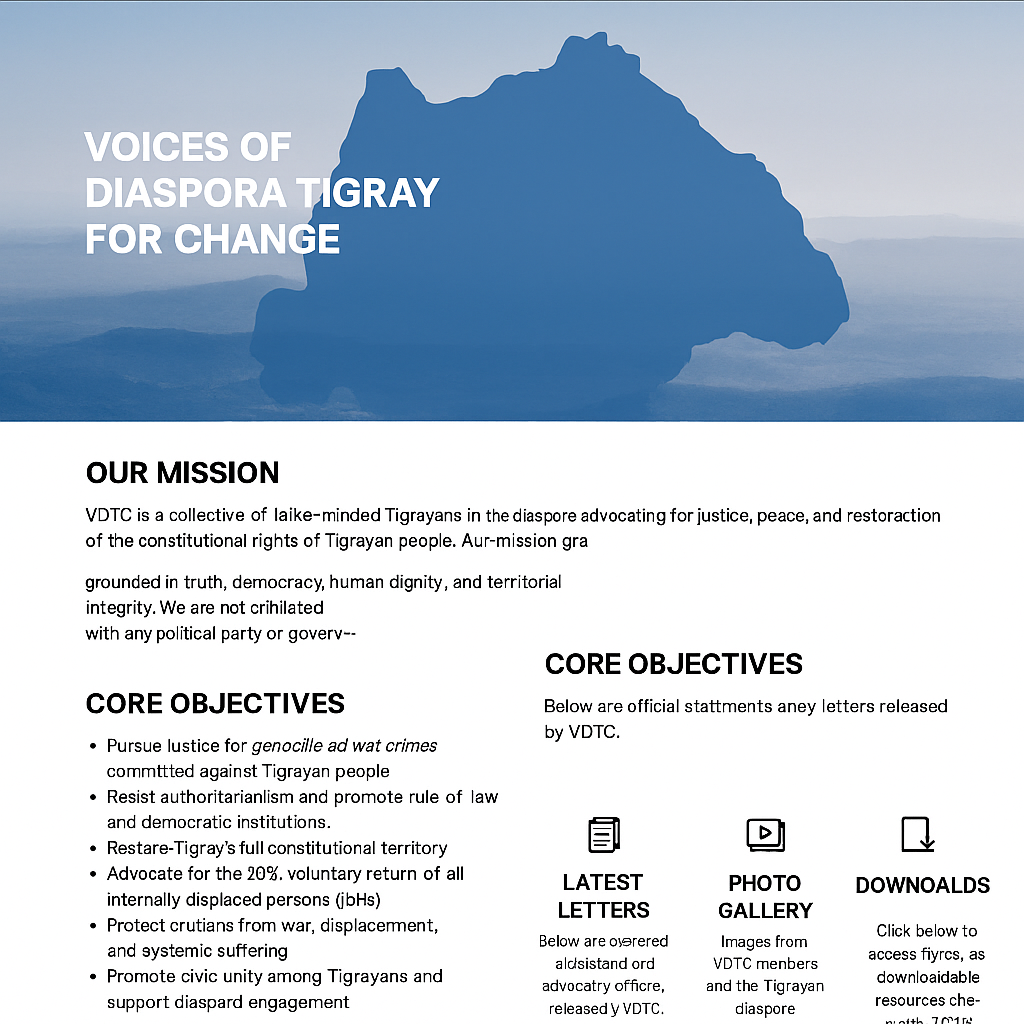 VOICES OF
DIASPORA TIGRAY
FOR CHANGE
OUR MISSION
VDTC is a collective of laike-minded Tigrayans in the diaspore advocating for justice, peace, and restoraction
of the constitutional rights of Tigrayan people. Aur-mission gra
grounded in truth, democracy, human dignity, and territorial
integrity. We are not crihilated
with any political party or goverv--
CORE OBJECTIVES
• Pursue lustice for genocille ad wat crimes
committted against Tigrayan people
• Resist authoritarianlism and promote rule of law
and democratic institutions.
• Restare-Tigray's full constitutional territory
• Advocate for the 20%. voluntary return of all
internally displaced persons (jbHs)
• Protect crutians from war, displacement,
and systemic suffering
• Promote civic unity among Tigrayans and
support diaspard engagement
CORE OBJECTIVES
Below are official stattments aney letters released
by VDTC.
LATEST
LETTERS
Below are owerered
aldsistand ord
advocatry officre,
released y VDTC.
PHOTO
GALLERY
Images from
VDTC menbers
and the Tigrayan
diaspore
DOWNOALDS
Click below to
access fiyrcs, as
downloaidable
resources che-